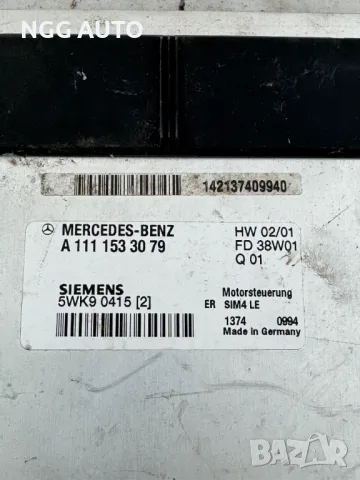 NGG AUTO
142137409940
MERCEDES-BENZ
A 111 153 30 79
HW 02/01
FD 38W01
Q 01
SIEMENS
5WK9 0415 [2]
Motorsteuerung
ER SIM4 LE
1374 0994
Made in Germany
BAZAR